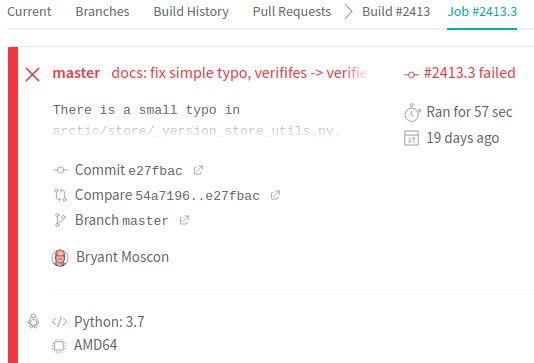 Current Branches Build History Pull Requests Build #2413 Job #2413.3
master docs: fix simple typo, verififes -> verifie
#2413.3 failed
There is a small typo in
arctic/store/_version_store_utils.py.
Ran for 57 sec
19 days ago
Commit e27fbac
Compare 54a7196..e27fbac
Branch master
Bryant Moscon
</> Python: 3.7
AMD64